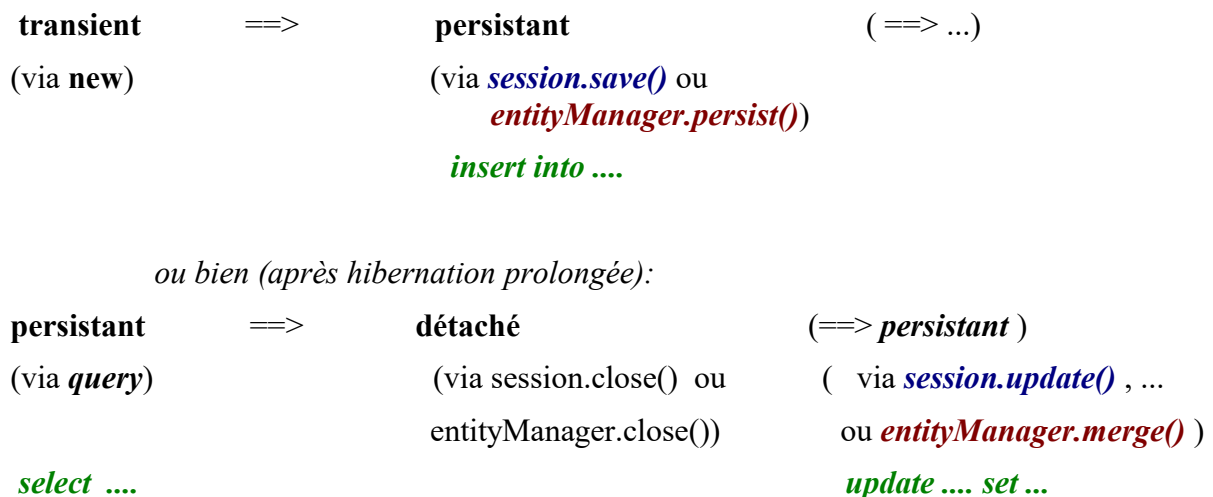 transient ==> persistant ( ==> ...)
(via new) (via session.save() ou
entityManager.persist())
insert into ....
ou bien (après hibernation prolongée):
persistant ==> détaché (==> persistant )
(via query) (via session.close() ou ( via session.update() , ...
entityManager.close()) ou entityManager.merge() )
select .... update .... set ...